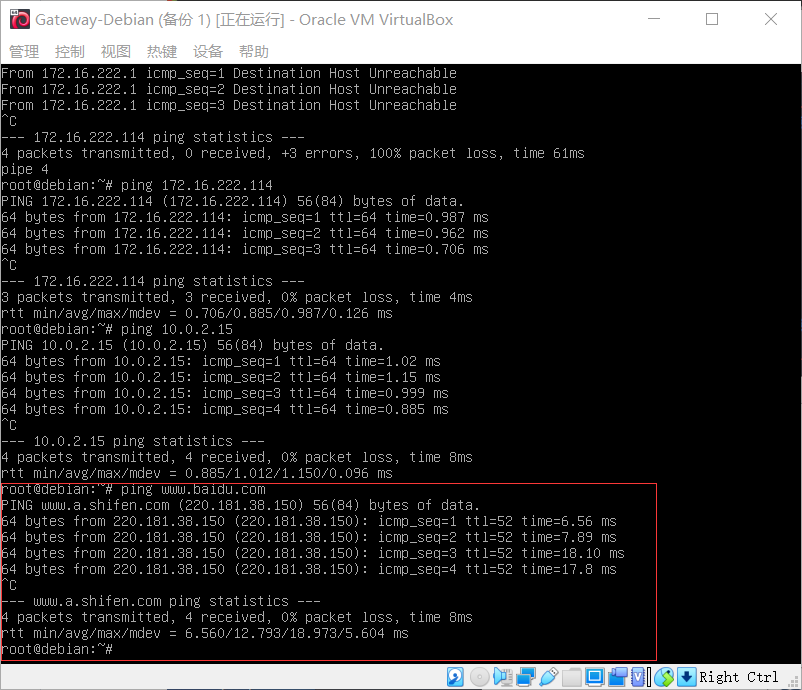 Gateway-Debian (备份 1) [正在运行] - Oracle VM VirtualBox
管理 控制 视图 热键 设备 帮助
From 172.16.222.1 icmp_seq=1 Destination Host Unreachable
From 172.16.222.1 icmp_seq=2 Destination Host Unreachable
From 172.16.222.1 icmp_seq=3 Destination Host Unreachable
^C
--- 172.16.222.114 ping statistics ---
4 packets transmitted, 0 received, +3 errors, 100% packet loss, time 61ms
pipe 4
root@debian:~# ping 172.16.222.114
PING 172.16.222.114 (172.16.222.114) 56(84) bytes of data.
64 bytes from 172.16.222.114: icmp_seq=1 ttl=64 time=0.987 ms
64 bytes from 172.16.222.114: icmp_seq=2 ttl=64 time=0.962 ms
64 bytes from 172.16.222.114: icmp_seq=3 ttl=64 time=0.706 ms
^C
--- 172.16.222.114 ping statistics ---
3 packets transmitted, 3 received, 0% packet loss, time 4ms
rtt min/avg/max/mdev = 0.706/0.885/0.987/0.126 ms
root@debian:~# ping 10.0.2.15
PING 10.0.2.15 (10.0.2.15) 56(84) bytes of data.
64 bytes from 10.0.2.15: icmp_seq=1 ttl=64 time=1.02 ms
64 bytes from 10.0.2.15: icmp_seq=2 ttl=64 time=1.15 ms
64 bytes from 10.0.2.15: icmp_seq=3 ttl=64 time=0.999 ms
64 bytes from 10.0.2.15: icmp_seq=4 ttl=64 time=0.885 ms
^C
--- 10.0.2.15 ping statistics ---
4 packets transmitted, 4 received, 0% packet loss, time 8ms
rtt min/avg/max/mdev = 0.885/1.012/1.150/0.096 ms
root@debian:~# ping www.baidu.com
PING www.a.shifen.com (220.181.38.150) 56(84) bytes of data.
64 bytes from 220.181.38.150 (220.181.38.150): icmp_seq=1 ttl=52 time=6.56 ms
64 bytes from 220.181.38.150 (220.181.38.150): icmp_seq=2 ttl=52 time=7.89 ms
64 bytes from 220.181.38.150 (220.181.38.150): icmp_seq=3 ttl=52 time=18.10 ms
64 bytes from 220.181.38.150 (220.181.38.150): icmp_seq=4 ttl=52 time=17.8 ms
^C
--- www.a.shifen.com ping statistics ---
4 packets transmitted, 4 received, 0% packet loss, time 8ms
rtt min/avg/max/mdev = 6.560/12.793/18.973/5.604 ms
root@debian:~#
Right Ctrl